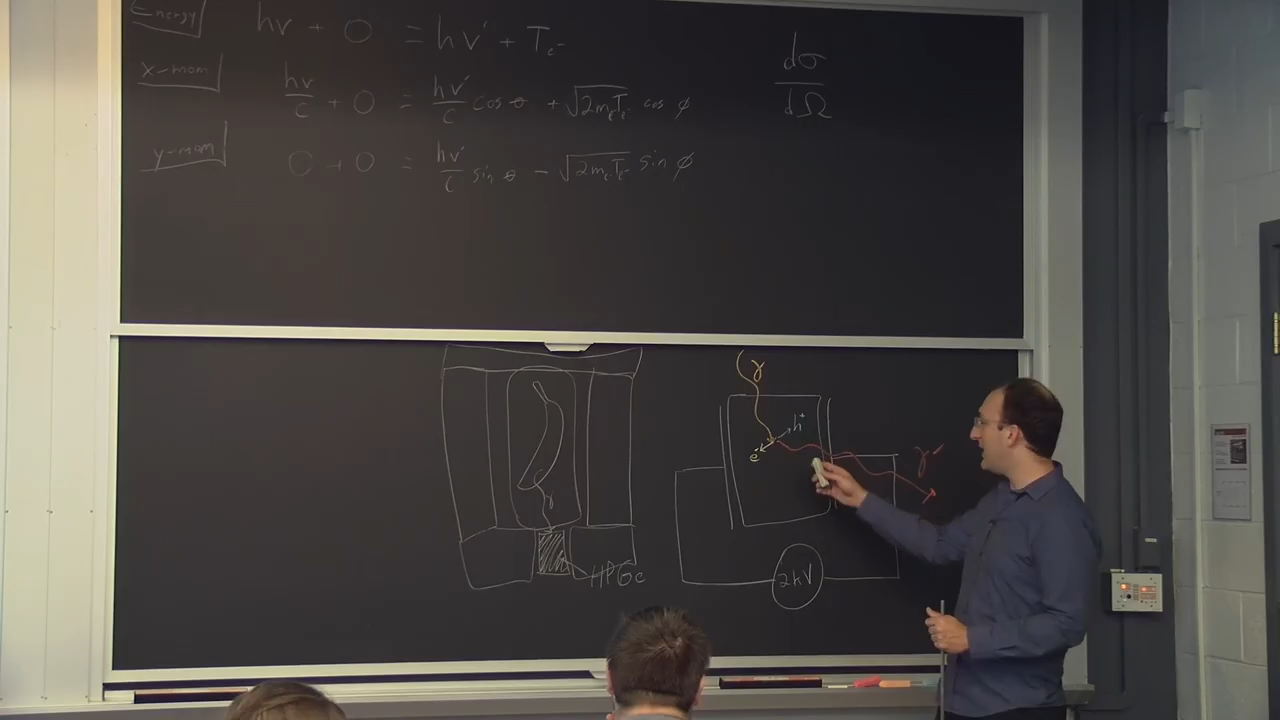 Energy hν + 0 = hν' + Tₑ-
x-mom hν/c + 0 = hν'/c cos θ + √2mₑTₑ- cos φ
y-mom 0 + 0 = hν'/c sin θ - √2mₑTₑ- sin φ
dσ/dΩ
γ
h⁺
e⁻
γ'
γ
HPGe
2kV